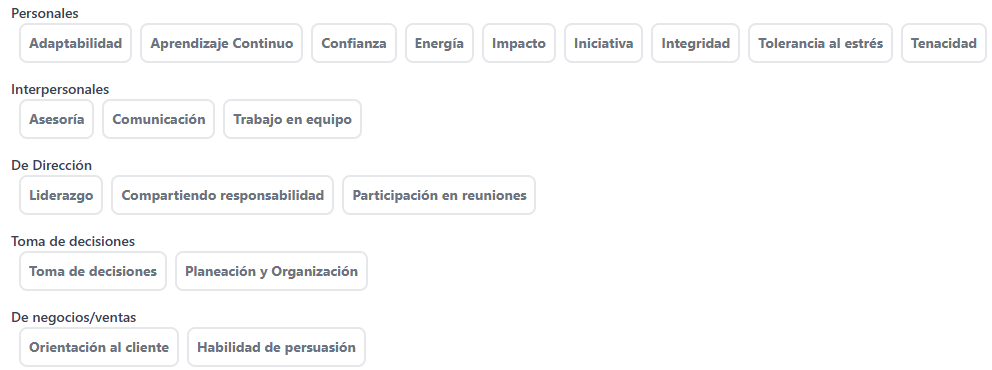 Personales
Adaptabilidad Aprendizaje Continuo Confianza Energía Impacto Iniciativa Integridad Tolerancia al estrés Tenacidad
Interpersonales
Asesoría Comunicación Trabajo en equipo
De Dirección
Liderazgo Compartiendo responsabilidad Participación en reuniones
Toma de decisiones
Toma de decisiones Planeación y Organización
De negocios/ventas
Orientación al cliente Habilidad de persuasión